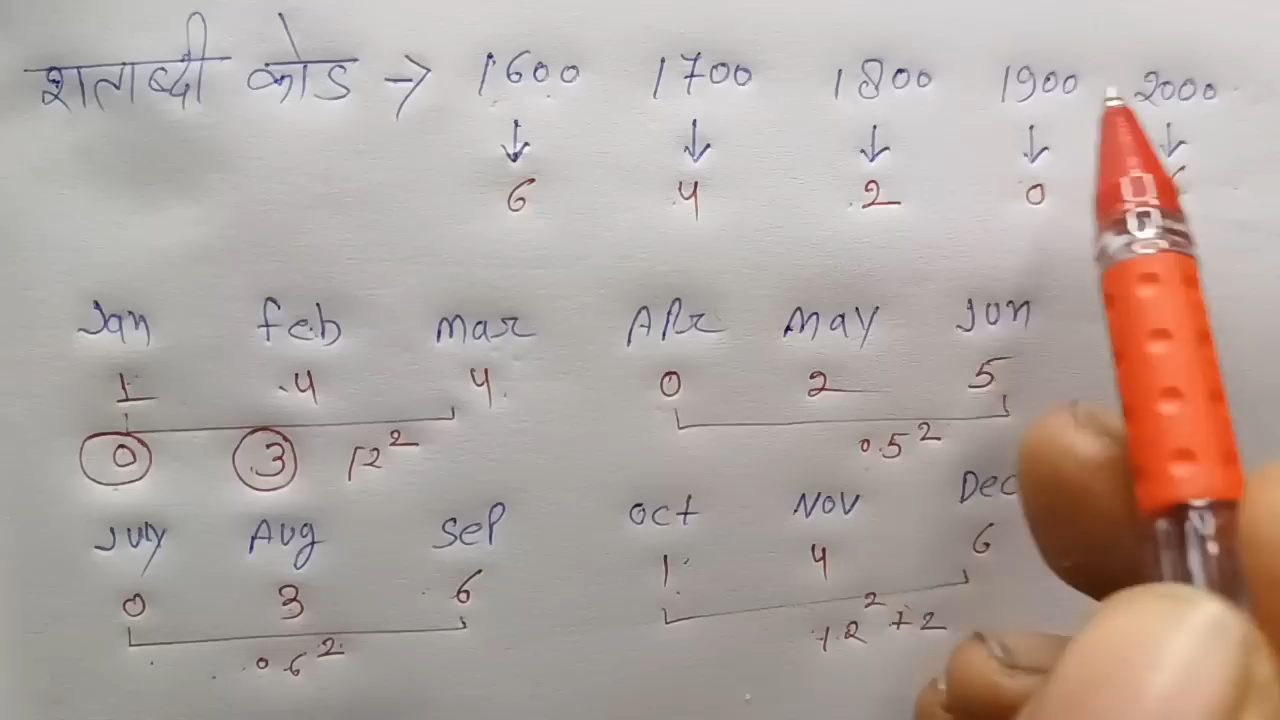 शताब्दी कोड → 1600 1700 1800 1900 2000
↓ ↓ ↓ ↓ ↓
6 4 2 0
Jan Feb Mar Apr May Jun
1 4 4 0 2 5
0 3 12² 0.5²
July Aug Sep Oct Nov Dec
0 3 6 1 4 6
0 6² 12² + 2